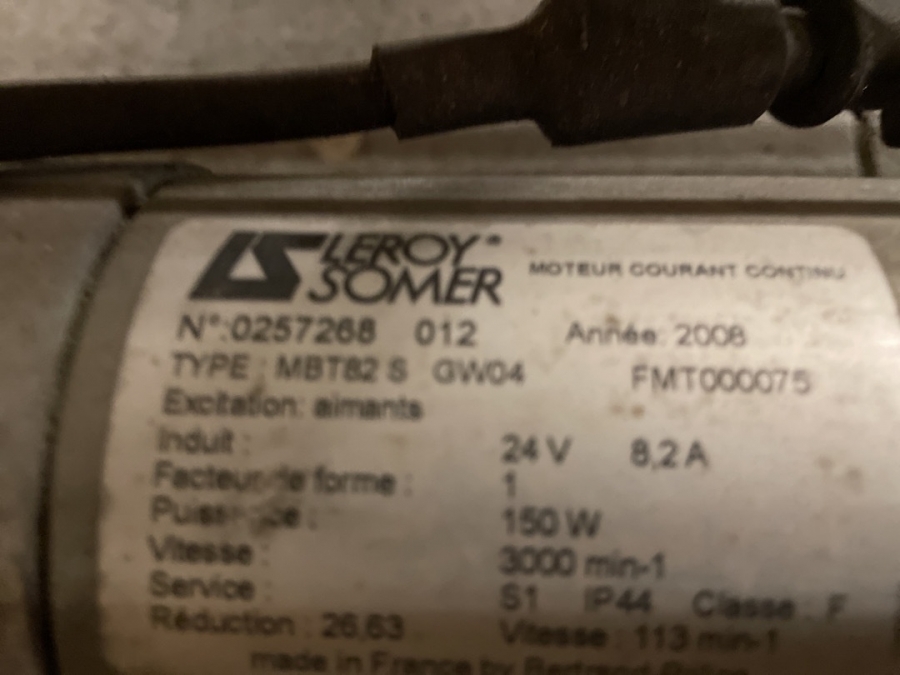 LS LEROY® SOMER MOTEUR COURANT CONTINU
N°:0257268 012 Année: 2008
TYPE : MBT82 S GW04 FMT000075
Excitation: aimants
Induit : 24 V 8,2 A
Facteur de forme : 1
Puissance : 150 W
Vitesse : 3000 min-1
Service : S1 IP44 Classe : F
Réduction : 26,63 Vitesse : 113 min-1
made in France by